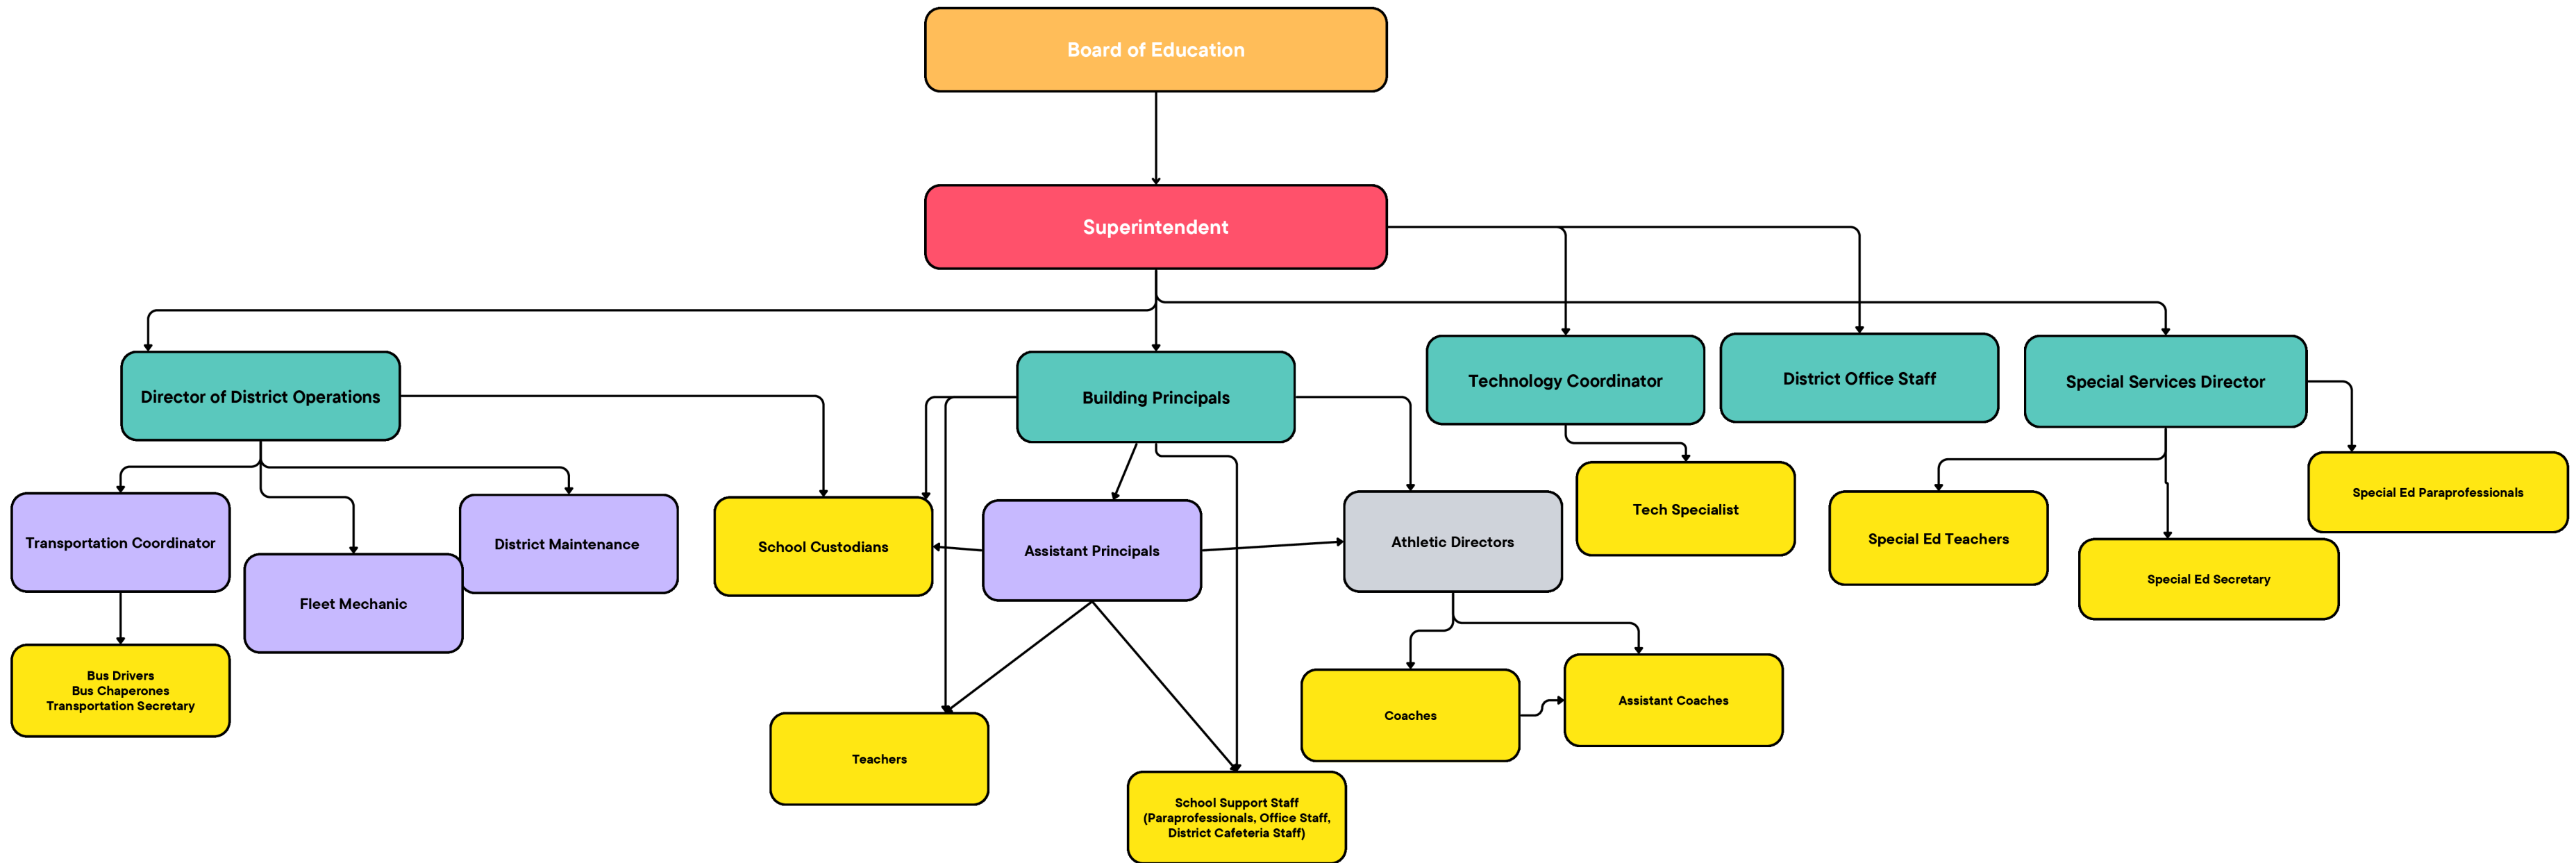 Board of Education
Superintendent
Director of District Operations
Building Principals
Technology Coordinator
District Office Staff
Special Services Director
Transportation Coordinator
Fleet Mechanic
District Maintenance
School Custodians
Assistant Principals
Athletic Directors
Tech Specialist
Special Ed Teachers
Special Ed Secretary
Special Ed Paraprofessionals
Bus Drivers
Bus Chaperones
Transportation Secretary
Teachers
School Support Staff
(Paraprofessionals, Office Staff,
District Cafeteria Staff)
Coaches
Assistant Coaches